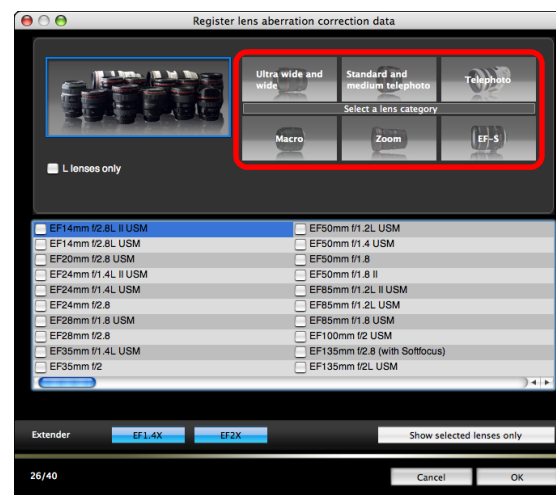 Register lens aberration correction data
Ultra wide and wide
Standard and medium telephoto
Telephoto
Select a lens category
Macro
Zoom
EF-S
L lenses only
EF14mm f/2.8L II USM
EF50mm f/1.2L USM
EF14mm f/2.8L USM
EF50mm f/1.4 USM
EF20mm f/2.8 USM
EF50mm f/1.8
EF24mm f/1.4L II USM
EF50mm f/1.8 II
EF24mm f/1.4L USM
EF85mm f/1.2L II USM
EF24mm f/2.8
EF85mm f/1.2L USM
EF28mm f/1.8 USM
EF85mm f/1.8 USM
EF28mm f/2.8
EF100mm f/2 USM
EF35mm f/1.4L USM
EF135mm f/2.8 (with Softfocus)
EF35mm f/2
EF135mm f/2L USM
Extender
EF1.4X
EF2X
Show selected lenses only
26/40
Cancel
OK